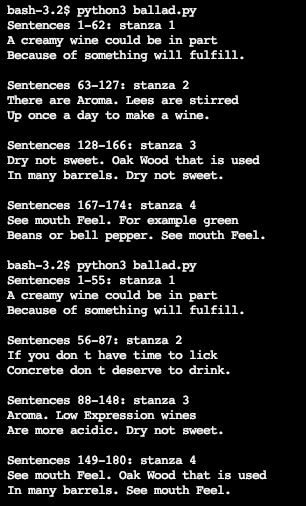 bash-3.2$ python3 ballad.py
Sentences 1-62: stanza 1
A creamy wine could be in part
Because of something will fulfill.
Sentences 63-127: stanza 2
There are Aroma. Lees are stirred
Up once a day to make a wine.
Sentences 128-166: stanza 3
Dry not sweet. Oak Wood that is used
In many barrels. Dry not sweet.
Sentences 167-174: stanza 4
See mouth Feel. For example green
Beans or bell pepper. See mouth Feel.
bash-3.2$ python3 ballad.py
Sentences 1-55: stanza 1
A creamy wine could be in part
Because of something will fulfill.
Sentences 56-87: stanza 2
If you don t have time to lick
Concrete don t deserve to drink.
Sentences 88-148: stanza 3
Aroma. Low Expression wines
Are more acidic. Dry not sweet.
Sentences 149-180: stanza 4
See mouth Feel. Oak Wood that is used
In many barrels. See mouth Feel.